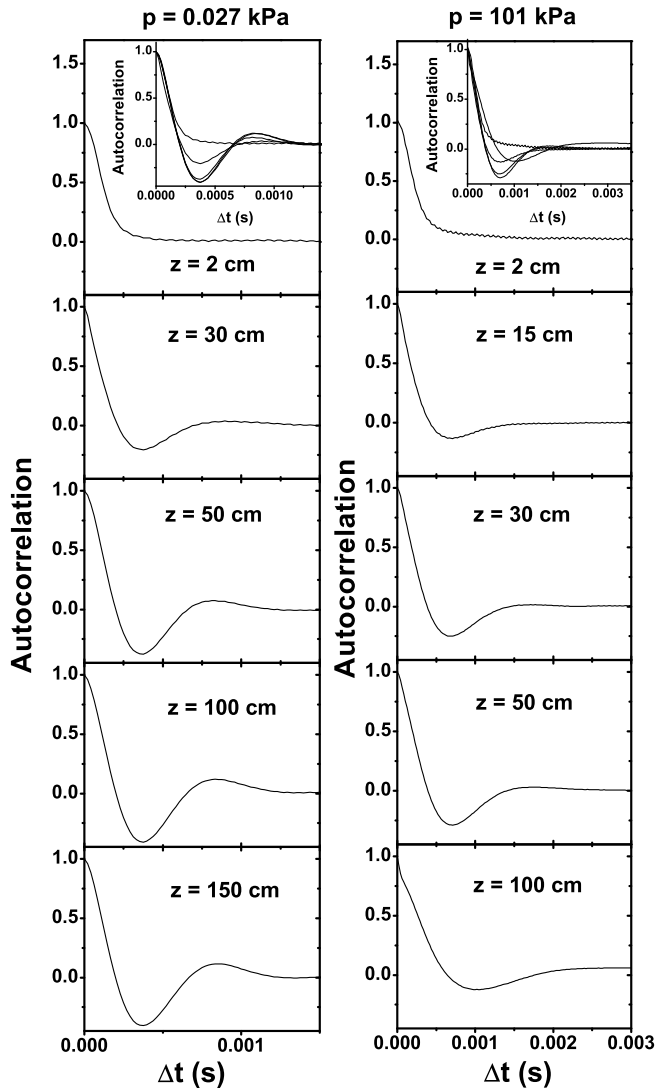 p = 0.027 kPa
p = 101 kPa
1.5
1.0
0.5
0.0
Autocorrelation
1.0
0.5
0.0
0.0000 0.0005 0.0010
Δt (s)
z = 2 cm
Autocorrelation
1.0
0.5
0.0
0.000 0.001 0.002 0.003
Δt (s)
z = 2 cm
1.0
0.5
0.0
z = 30 cm
1.0
0.5
0.0
z = 50 cm
1.0
0.5
0.0
z = 100 cm
1.0
0.5
0.0
z = 150 cm
0.000 0.001
Δt (s)
Autocorrelation
1.5
1.0
0.5
0.0
1.0
0.5
0.0
z = 15 cm
1.0
0.5
0.0
z = 30 cm
1.0
0.5
0.0
z = 50 cm
1.0
0.5
0.0
z = 100 cm
0.000 0.001 0.002 0.003
Δt (s)
Autocorrelation